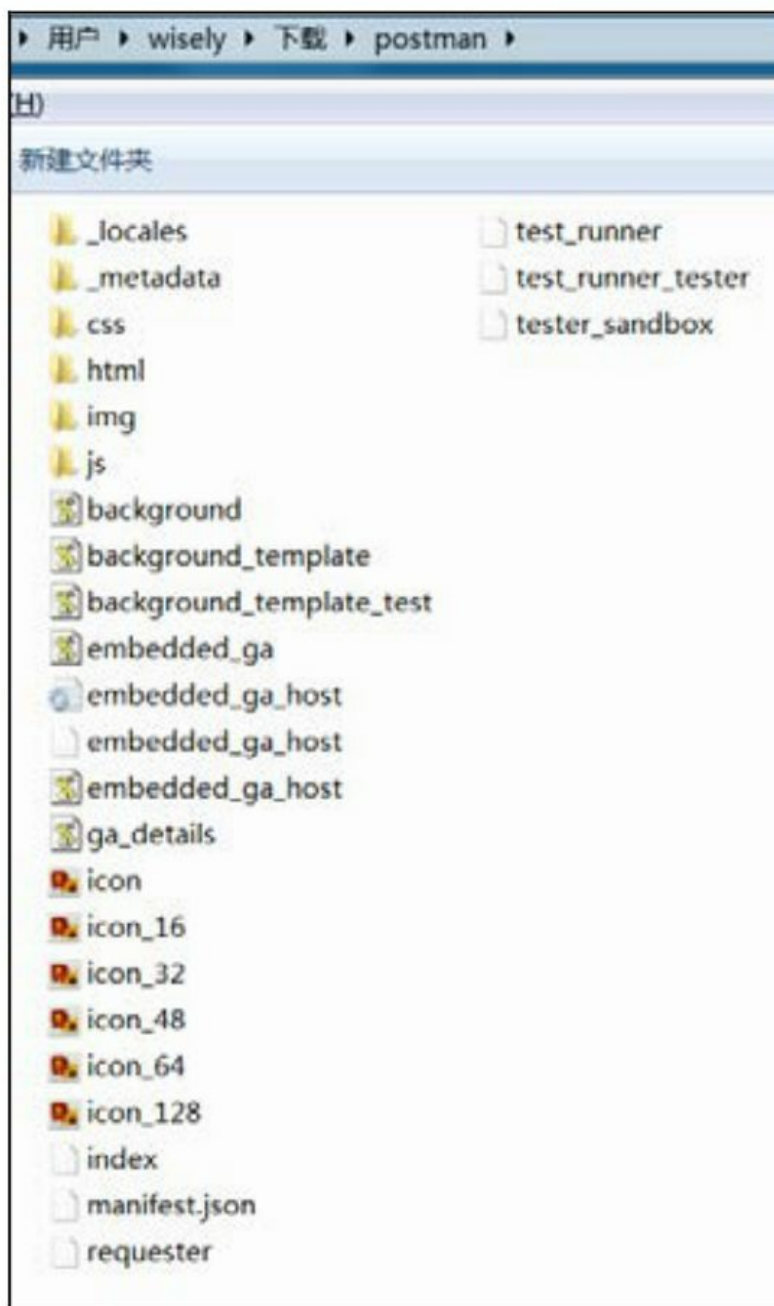 用户 wisely 下载 postman
(H)
新建文件夹
_locales
_metadata
css
html
img
js
background
background_template
background_template_test
embedded_ga
embedded_ga_host
embedded_ga_host
embedded_ga_host
ga_details
icon
icon_16
icon_32
icon_48
icon_64
icon_128
index
manifest.json
requester
test_runner
test_runner_tester
tester_sandbox